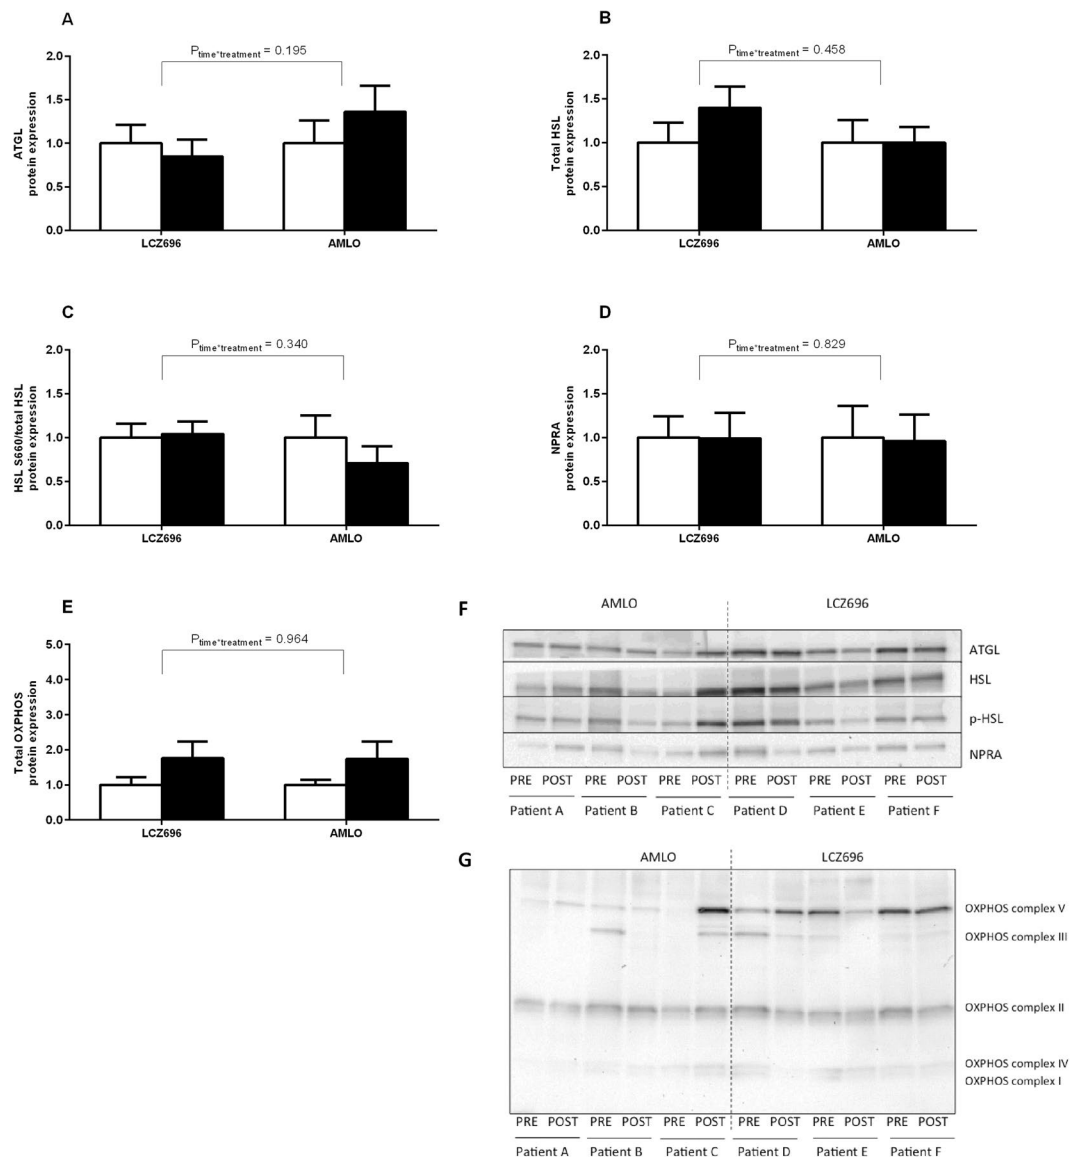 A
P time*treatment = 0.195
2.0
1.5
1.0
0.5
0.0
ATGL
protein expression
LCZ696 AMLO
B
P time*treatment = 0.458
2.0
1.5
1.0
0.5
0.0
Total HSL
protein expression
LCZ696 AMLO
C
P time*treatment = 0.340
2.0
1.5
1.0
0.5
0.0
HSL S660/total HSL
protein expression
LCZ696 AMLO
D
P time*treatment = 0.829
2.0
1.5
1.0
0.5
0.0
NPRA
protein expression
LCZ696 AMLO
E
P time*treatment = 0.964
5.0
4.0
3.0
2.0
1.0
0.0
Total OXPHOS
protein expression
LCZ696 AMLO
F
AMLO LCZ696
ATGL
HSL
p-HSL
NPRA
PRE POST PRE POST PRE POST PRE POST PRE POST PRE POST
Patient A Patient B Patient C Patient D Patient E Patient F
G
AMLO LCZ696
OXPHOS complex V
OXPHOS complex III
OXPHOS complex II
OXPHOS complex IV
OXPHOS complex I
PRE POST PRE POST PRE POST PRE POST PRE POST PRE POST
Patient A Patient B Patient C Patient D Patient E Patient F